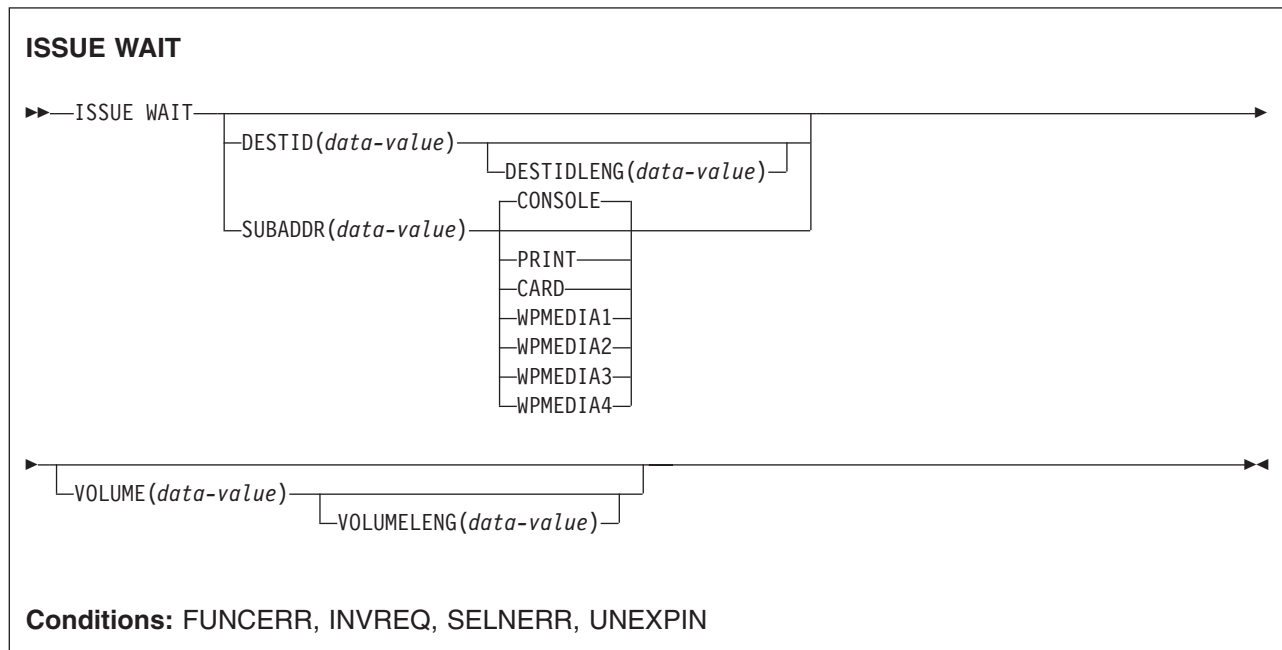 ISSUE WAIT
ISSUE WAIT
DESTID(data-value)
DESTIDLENG(data-value)
CONSOLE
SUBADDR(data-value)
PRINT
CARD
WPMEDIA1
WPMEDIA2
WPMEDIA3
WPMEDIA4
VOLUME(data-value)
VOLUMELENG(data-value)
Conditions: FUNCERR, INVREQ, SELNERR, UNEXPIN